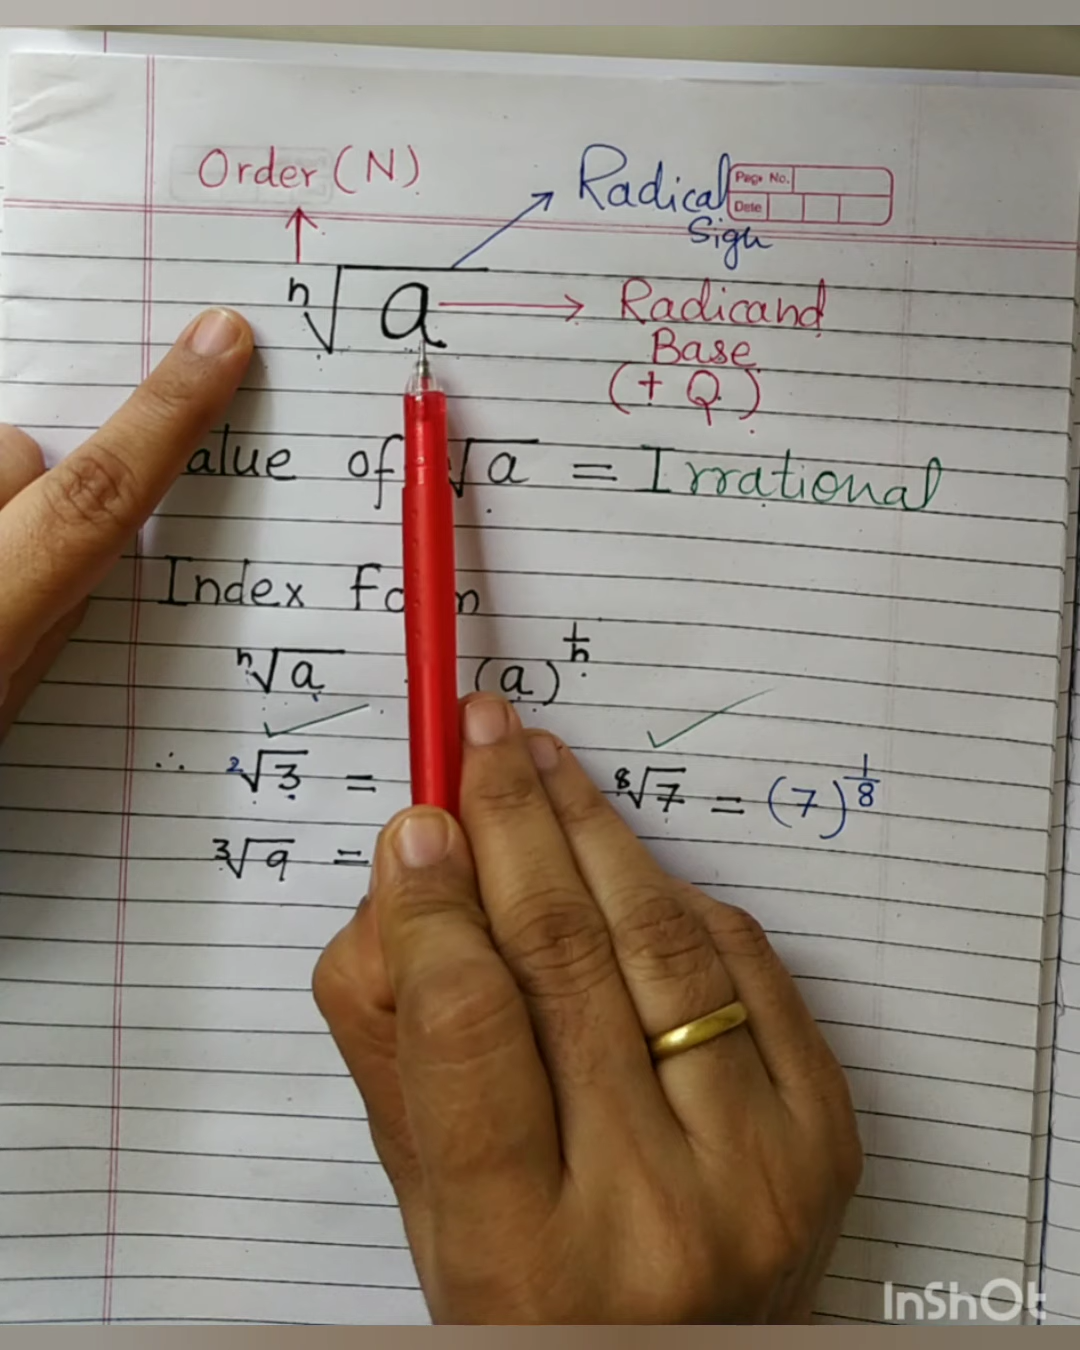 Order (N)
Radical
Sign
Page No.
Date
ⁿ√a
Radicand
Base
(+ Q)
alue of √a = Irrational
Index Fo m
ⁿ√a (a)^1/n
∴ ²√3 = ⁸√7 = (7)^1/8
³√9 =
InShOt